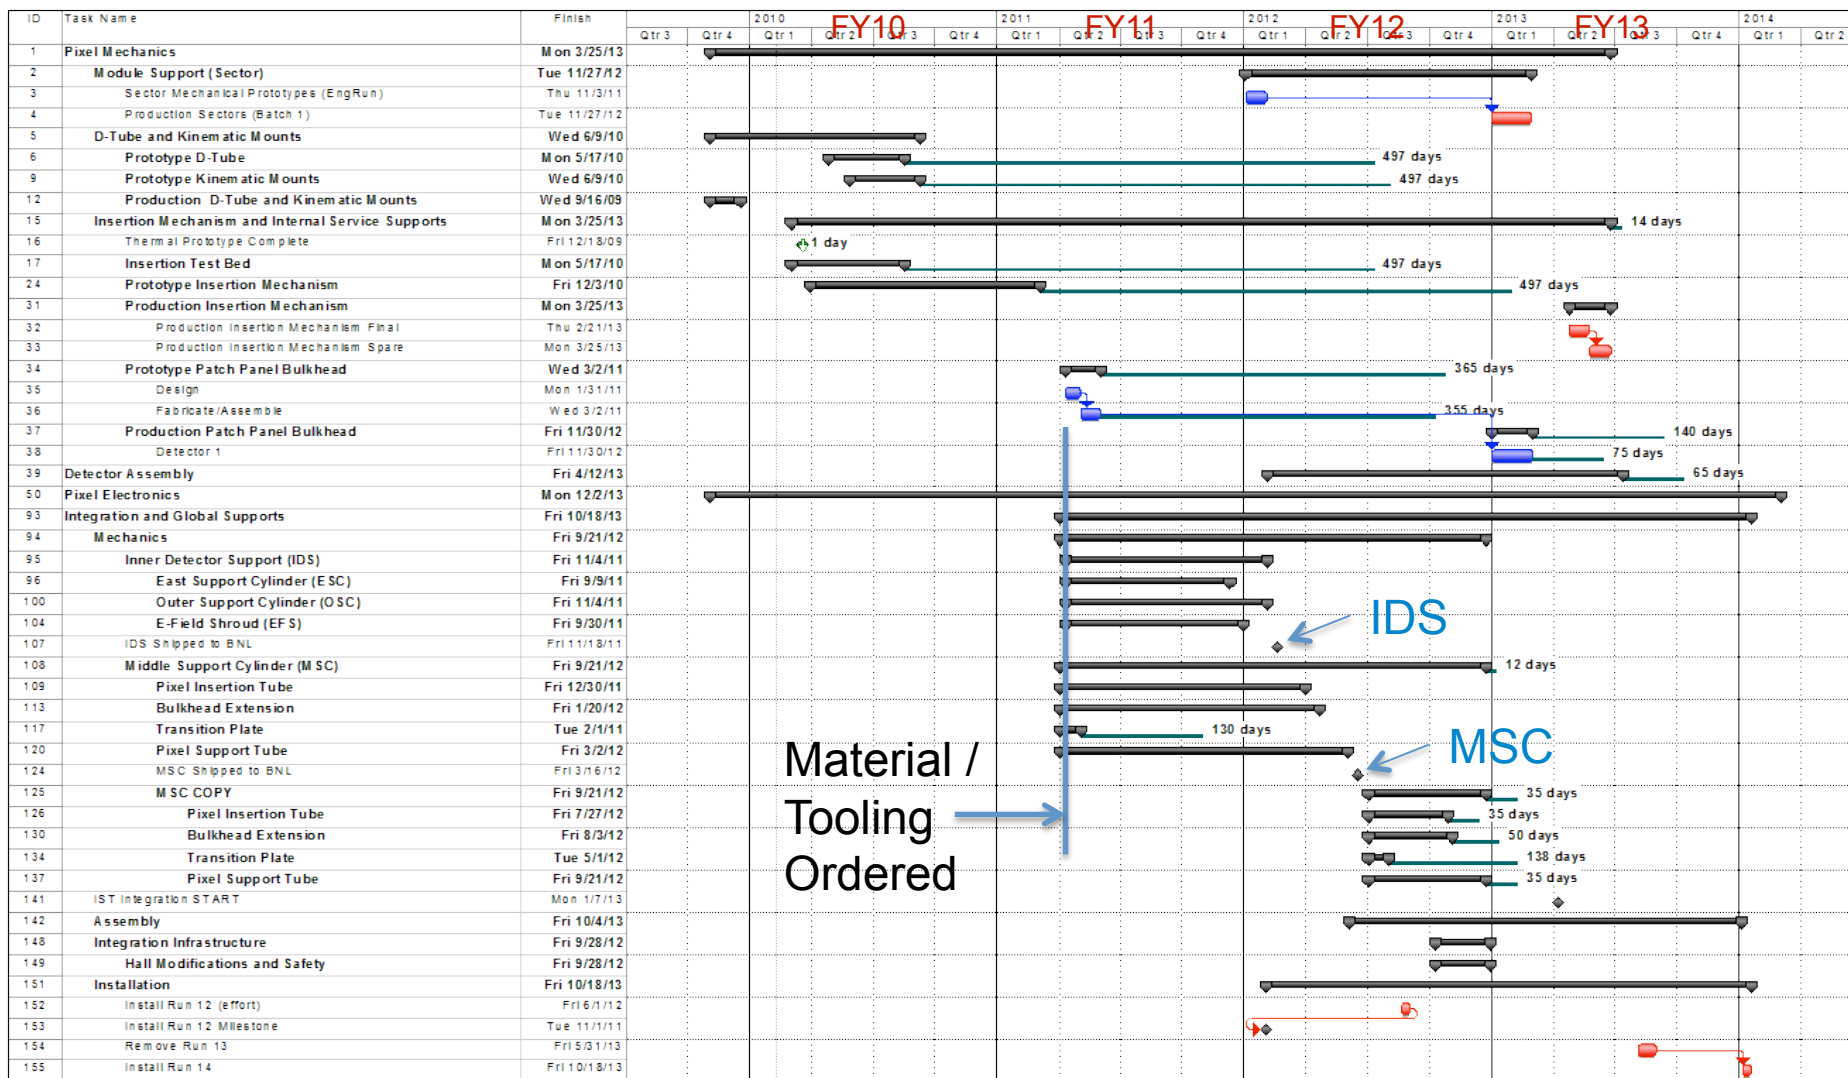 ID Task Name Finish 2010 FY10 2011 FY11 2012 FY12 2013 FY13 2014
Qtr 3 Qtr 4 Qtr 1 Qtr 2 Qtr 3 Qtr 4 Qtr 1 Qtr 2 Qtr 3 Qtr 4 Qtr 1 Qtr 2 Qtr 3 Qtr 4 Qtr 1 Qtr 2 Qtr 3 Qtr 4 Qtr 1 Qtr 2
1 Pixel Mechanics Mon 3/25/13
2 Module Support (Sector) Tue 11/27/12
3 Sector Mechanical Prototypes (EngRun) Thu 11/3/11
4 Production Sectors (Batch 1) Tue 11/27/12
5 D-Tube and Kinematic Mounts Wed 6/9/10
6 Prototype D-Tube Mon 5/17/10 497 days
9 Prototype Kinematic Mounts Wed 6/9/10 497 days
12 Production D-Tube and Kinematic Mounts Wed 9/16/09
15 Insertion Mechanism and Internal Service Supports Mon 3/25/13 14 days
16 Thermal Prototype Complete Fri 12/18/09 1 day
17 Insertion Test Bed Mon 5/17/10 497 days
24 Prototype Insertion Mechanism Fri 12/3/10 497 days
31 Production Insertion Mechanism Mon 3/25/13
32 Production Insertion Mechanism Final Thu 2/21/13
33 Production Insertion Mechanism Spare Mon 3/25/13
34 Prototype Patch Panel Bulkhead Wed 3/2/11 365 days
35 Design Mon 1/31/11
36 Fabricate/Assemble Wed 3/2/11 355 days
37 Production Patch Panel Bulkhead Fri 11/30/12 140 days
38 Detector 1 Fri 11/30/12 75 days
39 Detector Assembly Fri 4/12/13 65 days
50 Pixel Electronics Mon 12/2/13
93 Integration and Global Supports Fri 10/18/13
94 Mechanics Fri 9/21/12
95 Inner Detector Support (IDS) Fri 11/4/11
96 East Support Cylinder (ESC) Fri 9/9/11
100 Outer Support Cylinder (OSC) Fri 11/4/11
104 E-Field Shroud (EFS) Fri 9/30/11
IDS
107 IDS Shipped to BNL Fri 11/18/11
108 Middle Support Cylinder (MSC) Fri 9/21/12 12 days
109 Pixel Insertion Tube Fri 12/30/11
113 Bulkhead Extension Fri 1/20/12
117 Transition Plate Tue 2/1/11 130 days
120 Pixel Support Tube Fri 3/2/12
MSC
124 MSC Shipped to BNL Fri 3/16/12
125 MSC COPY Fri 9/21/12 35 days
126 Pixel Insertion Tube Fri 7/27/12 35 days
130 Bulkhead Extension Fri 8/3/12 50 days
134 Transition Plate Tue 5/1/12 138 days
137 Pixel Support Tube Fri 9/21/12 35 days
Material /
Tooling
Ordered
141 IST Integration START Mon 1/7/13
142 Assembly Fri 10/4/13
148 Integration Infrastructure Fri 9/28/12
149 Hall Modifications and Safety Fri 9/28/12
151 Installation Fri 10/18/13
152 Install Run 12 (effort) Fri 6/1/12
153 Install Run 12 Milestone Tue 11/1/11
154 Remove Run 13 Fri 5/31/13
155 Install Run 14 Fri 10/18/13